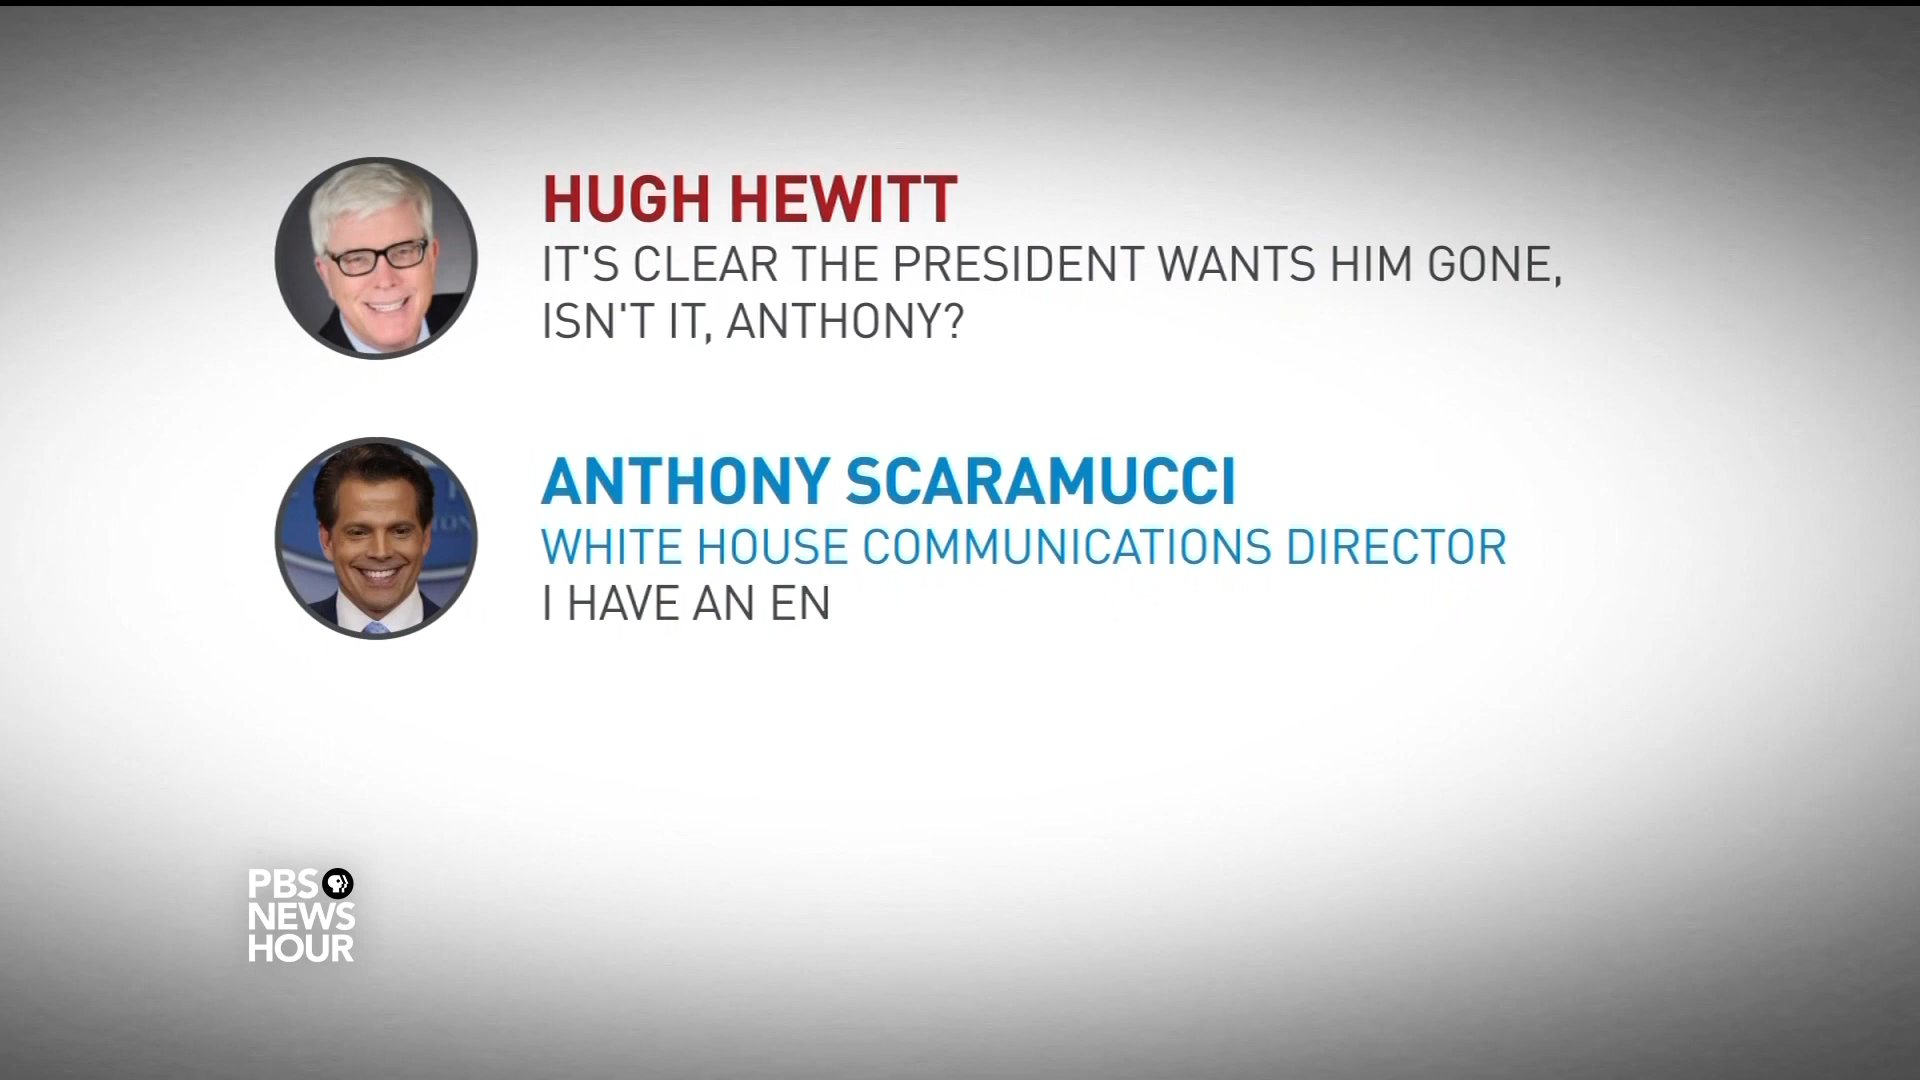 HUGH HEWITT
IT'S CLEAR THE PRESIDENT WANTS HIM GONE,
ISN'T IT, ANTHONY?
ANTHONY SCARAMUCCI
WHITE HOUSE COMMUNICATIONS DIRECTOR
I HAVE AN EN
PBS
NEWS
HOUR